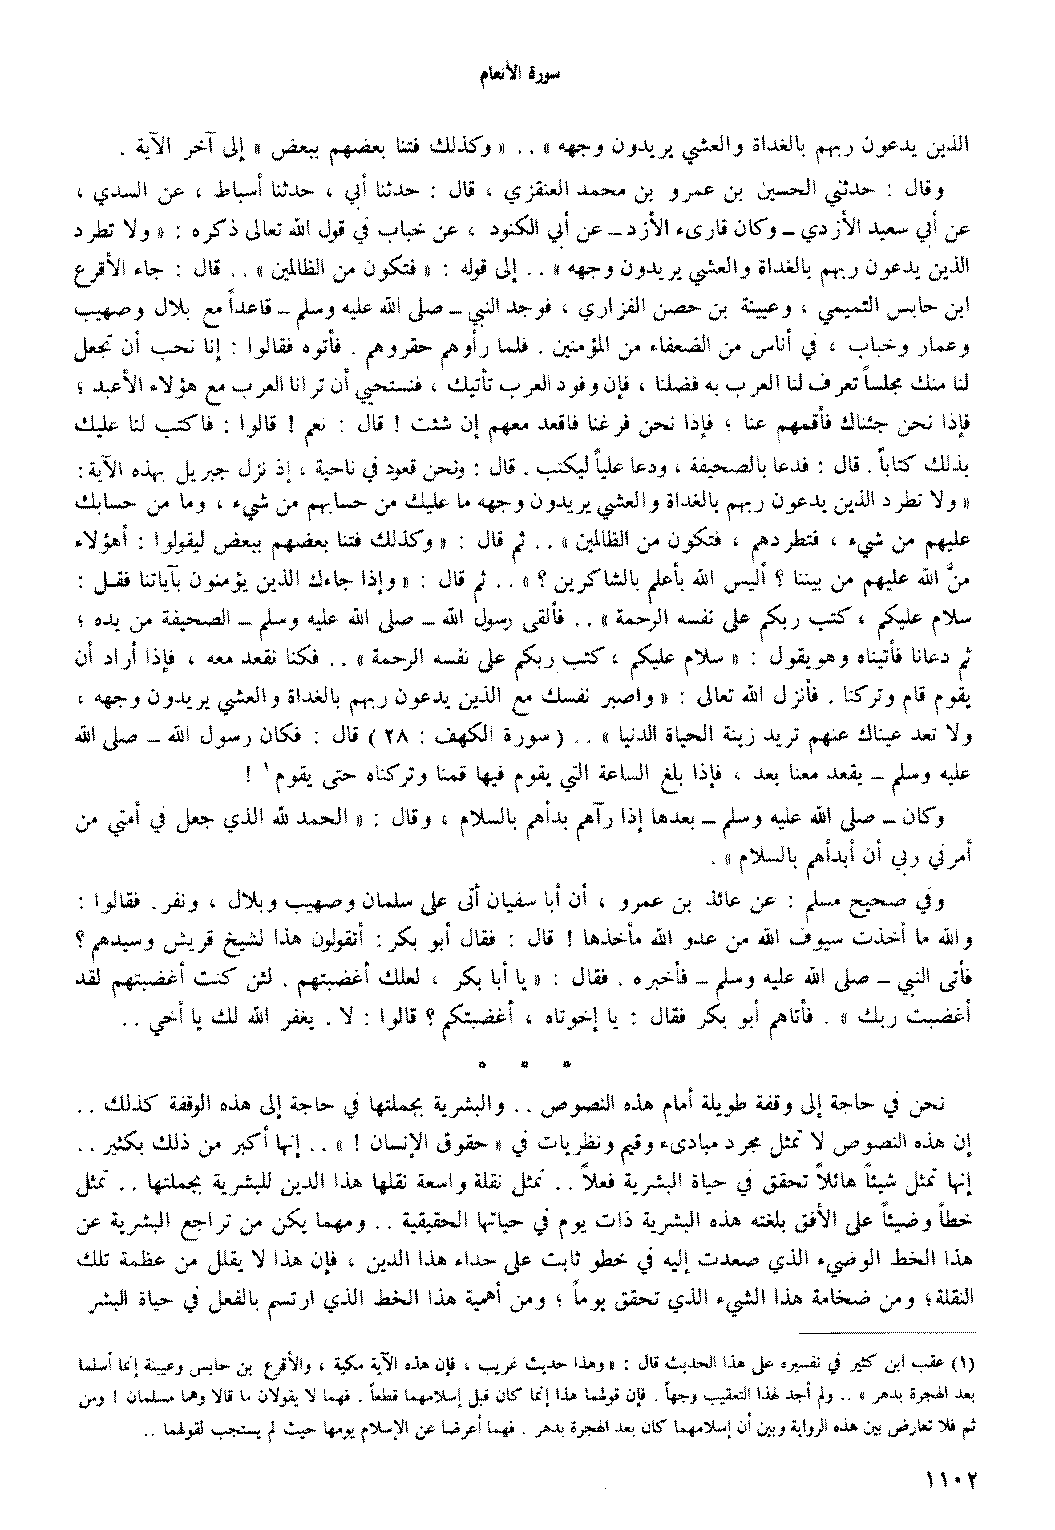 سورة الأنعام
الذين يدعون ربهم بالغداة والعشي يريدون وجهه » .. « وكذلك فتنا بعضهم ببعض » إلى آخر الآية .
وقال : حدثني الحسين بن عمرو بن محمد العنقزي ، قال : حدثنا أبي ، حدثنا أسباط ، عن السدي ،
عن أبي سعيد الأزدي – وكان قارىء الأزد – عن أبي الكنود ، عن خباب في قول الله تعالى ذكره : « ولا تطرد
الذين يدعون ربهم بالغداة والعشي يريدون وجهه » .. إلى قوله : « فتكون من الظالمين » .. قال : جاء الأقرع
ابن حابس التميمي ، وعيينة بن حصن الفزاري ، فوجد النبي – صلى الله عليه وسلم – قاعداً مع بلال وصهيب
وعمار وخباب ، في أناس من الضعفاء من المؤمنين . فلما رأوهم حقروهم . فأتوه فقالوا : إنا نحب أن تجعل
لنا منك مجلساً تعرف لنا العرب به فضلنا ، فإن وفود العرب تأتيك ، فنستحيي أن ترانا العرب مع هؤلاء الأعبد ؛
فإذا نحن جئناك فأقمهم عنا ؛ فإذا نحن فرغنا فاقعد معهم إن شئت ! قال : نعم ! قالوا : فاكتب لنا عليك
بذلك كتاباً . قال : فدعا بالصحيفة ، ودعا علياً ليكتب . قال : ونحن قعود في ناحية ، إذ نزل جبريل بهذه الآية :
« ولا تطرد الذين يدعون ربهم بالغداة والعشي يريدون وجهه ما عليك من حسابهم من شيء ، وما من حسابك
عليهم من شيء ، فتطردهم ، فتكون من الظالمين » .. ثم قال : « وكذلك فتنا بعضهم ببعض ليقولوا : أهؤلاء
منَّ الله عليهم من بيننا ؟ أليس الله بأعلم بالشاكرين ؟ » .. ثم قال : « وإذا جاءك الذين يؤمنون بآياتنا فقل :
سلام عليكم ، كتب ربكم على نفسه الرحمة » .. فألقى رسول الله – صلى الله عليه وسلم – الصحيفة من يده ؛
ثم دعانا فأتيناه وهو يقول : « سلام عليكم ، كتب ربكم على نفسه الرحمة » .. فكنا نقعد معه ، فإذا أراد أن
يقوم قام وتركنا . فأنزل الله تعالى : « واصبر نفسك مع الذين يدعون ربهم بالغداة والعشي يريدون وجهه ،
ولا تعد عيناك عنهم تريد زينة الحياة الدنيا » .. ( سورة الكهف : ٢٨ ) قال : فكان رسول الله – صلى الله
عليه وسلم – يقعد معنا بعد ، فإذا بلغ الساعة التي يقوم فيها قمنا وتركناه حتى يقوم١ !
وكان – صلى الله عليه وسلم – بعدها إذا رآهم بدأهم بالسلام ، وقال : « الحمد لله الذي جعل في أمتي من
أمرني ربي أن أبدأهم بالسلام » .
وفي صحيح مسلم : عن عائذ بن عمرو ، أن أبا سفيان أتى على سلمان وصهيب وبلال ، ونفر . فقالوا :
والله ما أخذت سيوف الله من عدو الله مأخذها ! قال : فقال أبو بكر : أتقولون هذا لشيخ قريش وسيدهم ؟
فأتى النبي – صلى الله عليه وسلم – فأخبره . فقال : « يا أبا بكر ، لعلك أغضبتهم . لئن كنت أغضبتهم لقد
أغضبت ربك » . فأتاهم أبو بكر فقال : يا إخوتاه ، أغضبتكم ؟ قالوا : لا . يغفر الله لك يا أخي ..
* * *
نحن في حاجة إلى وقفة طويلة أمام هذه النصوص .. والبشرية بجملتها في حاجة إلى هذه الوقفة كذلك ..
إن هذه النصوص لا تمثل مجرد مبادىء وقيم ونظريات في « حقوق الإنسان ! » .. إنها أكبر من ذلك بكثير ..
إنها تمثل شيئاً هائلاً تحقق في حياة البشرية فعلاً .. تمثل نقلة واسعة نقلها هذا الدين للبشرية بجملتها .. تمثل
خطاً وضيئاً على الأفق بلغته هذه البشرية ذات يوم في حياتها الحقيقية .. ومهما يكن من تراجع البشرية عن
هذا الخط الوضيء الذي صعدت إليه في خطو ثابت على حداء هذا الدين ، فإن هذا لا يقلل من عظمة تلك
النقلة ؛ ومن ضخامة هذا الشيء الذي تحقق يوماً ؛ ومن أهمية هذا الخط الذي ارتسم بالفعل في حياة البشر
(١) عقب ابن كثير في تفسيره على هذا الحديث قال : « وهذا حديث غريب ، فإن هذه الآية مكية ، والأقرع بن حابس وعيينة إنما أسلما
بعد الهجرة بدهر » .. ولم أجد لهذا التعقيب وجهاً . فإن قولهما هذا إنما كان قبل إسلامهما قطعاً . فهما لا يقولان ما قالا وهما مسلمان ! ومن
ثم فلا تعارض بين هذه الرواية وبين أن إسلامهما كان بعد الهجرة بدهر . فهما أعرضا عن الإسلام يومها حيث لم يستجب لقولهما ..
١١٠٢